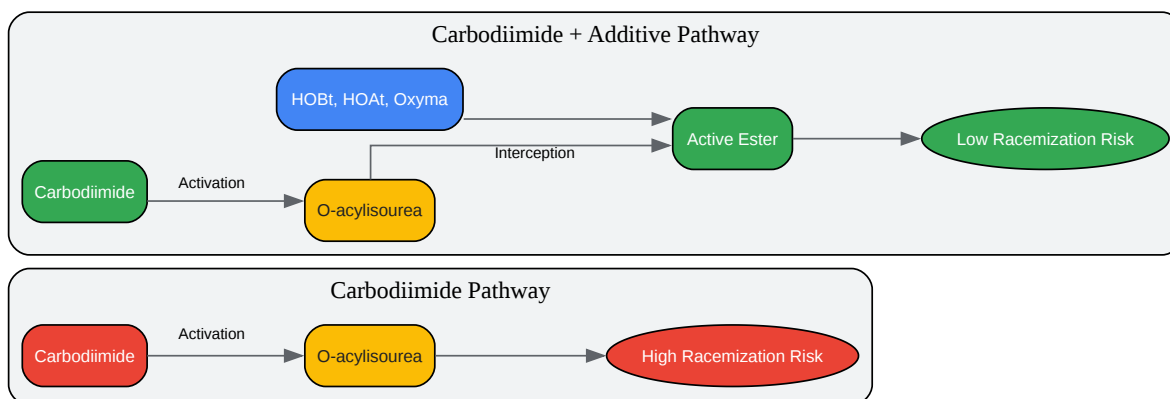 Carbodiimide + Additive Pathway
HOBt, HOAt, Oxyma
Active Ester
Low Racemization Risk
Interception
Carbodiimide
Activation
O-acylisourea
Carbodiimide Pathway
Carbodiimide
Activation
O-acylisourea
High Racemization Risk